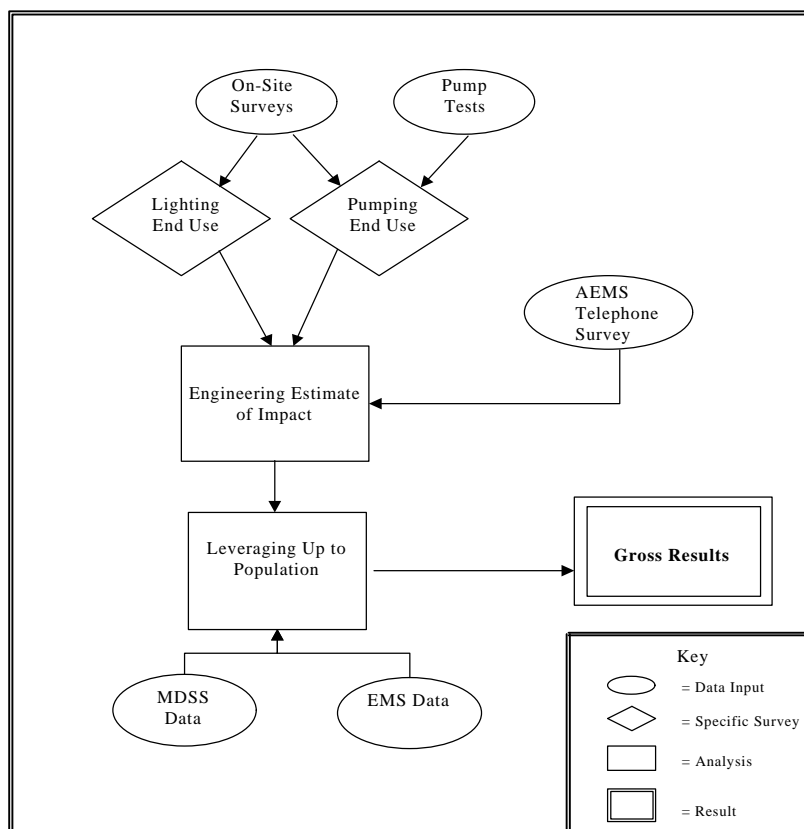 On-Site
Surveys
Pump
Tests
Lighting
End Use
Pumping
End Use
AEMS
Telephone
Survey
Engineering Estimate
of Impact
Leveraging Up to
Population
Gross Results
MDSS
Data
EMS Data
Key
= Data Input
= Specific Survey
= Analysis
= Result